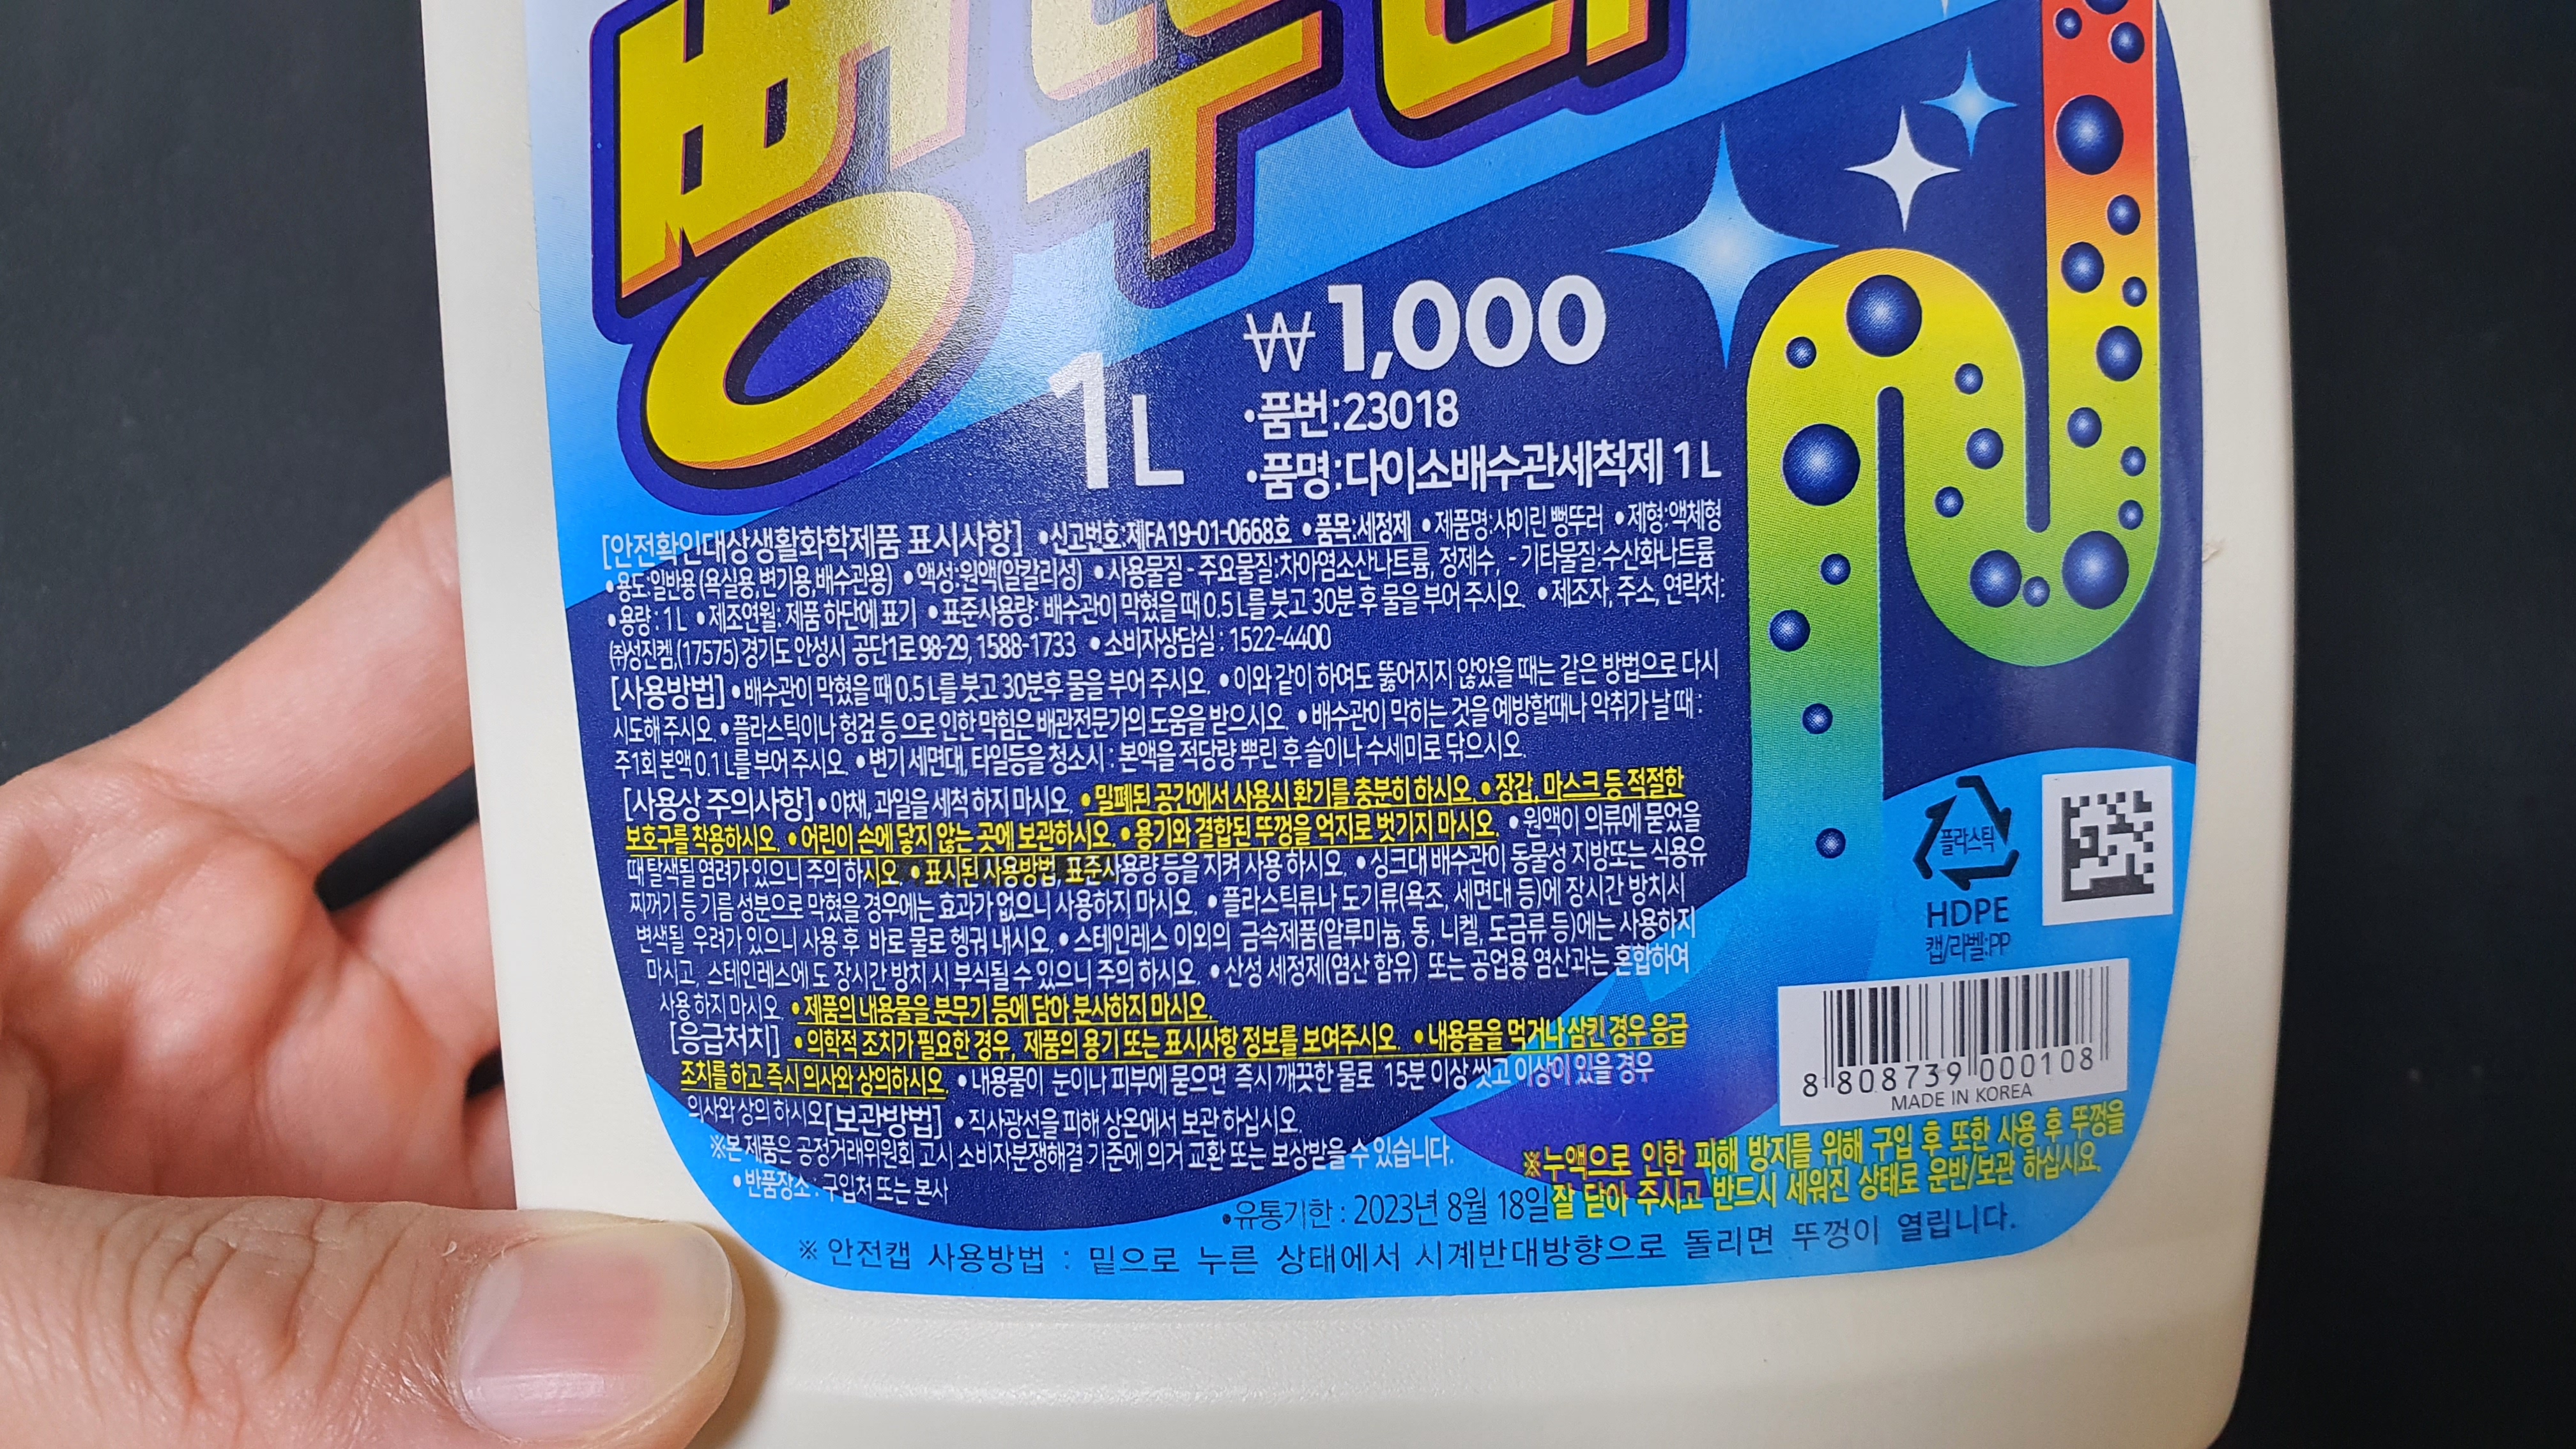 뻥뚜러
1L
₩1,000
•품번:23018
•품명:다이소배수관세척제 1L
[안전확인대상생활화학제품 표시사항] •신고번호:제FA19-01-0668호 •품목:세정제 •제품명:샤이린 뻥뚜러 •제형:액체형
•용도:일반용(욕실용,변기용,배수관용) •액성:원액(알칼리성) •사용물질 - 주요물질:차아염소산나트륨, 정제수, - 기타물질:수산화나트륨
•용량:1L •제조연월: 제품 하단에 표기 •표준사용량: 배수관이 막혔을 때 0.5L를 붓고 30분 후 물을 부어 주시오. •제조자, 주소, 연락처:
㈜성진켐,(17575) 경기도 안성시 공단1로 98-29, 1588-1733 •소비자상담실 : 1522-4400
[사용방법] •배수관이 막혔을 때 0.5L를 붓고 30분후 물을 부어 주시오. •이와 같이 하여도 뚫어지지 않았을 때는 같은 방법으로 다시
시도해 주시오. •플라스틱이나 헝겊 등으로 인한 막힘은 배관전문가의 도움을 받으시오. •배수관이 막히는 것을 예방할때나 악취가 날 때 :
주1회 본액 0.1L를 부어 주시오. •변기 세면대, 타일등을 청소시 : 본액을 적당량 뿌린 후 솔이나 수세미로 닦으시오.
[사용상 주의사항] •야채, 과일을 세척 하지 마시오. •밀폐된 공간에서 사용시 환기를 충분히 하시오. •장갑, 마스크 등 적절한
보호구를 착용하시오. •어린이 손에 닿지 않는 곳에 보관하시오. •용기와 결합된 뚜껑을 억지로 벗기지 마시오. •원액이 의류에 묻었을
때 탈색될 염려가 있으니 주의 하시오. •표시된 사용방법, 표준사용량 등을 지켜 사용 하시오. •싱크대 배수관이 동물성 지방또는 식용유
찌꺼기 등 기름 성분으로 막혔을 경우에는 효과가 없으니 사용하지 마시오. •플라스틱류나 도기류(욕조, 세면대 등)에 장시간 방치시
변색될 우려가 있으니 사용 후 바로 물로 헹궈 내시오. •스테인레스 이외의 금속제품(알루미늄, 동, 니켈, 도금류 등)에는 사용하지
마시고, 스테인레스에도 장시간 방치 시 부식될 수 있으니 주의 하시오. •산성 세정제(염산 함유) 또는 공업용 염산과는 혼합하여
사용 하지 마시오. •제품의 내용물을 분무기 등에 담아 분사하지 마시오.
[응급처치] •의학적 조치가 필요한 경우, 제품의 용기 또는 표시사항 정보를 보여주시오. •내용물을 먹거나 삼킨 경우 응급
조치를 하고 즉시 의사와 상의하시오. •내용물이 눈이나 피부에 묻으면 즉시 깨끗한 물로 15분 이상 씻고 이상이 있을 경우
의사와 상의 하시오.[보관방법] •직사광선을 피해 상온에서 보관 하십시오.
※본 제품은 공정거래위원회 고시 소비자분쟁해결 기준에 의거 교환 또는 보상받을 수 있습니다.
•반품장소 : 구입처 또는 본사
플라스틱
HDPE
캡/라벨:PP
8 808739 000108
MADE IN KOREA
※누액으로 인한 피해 방지를 위해 구입 후 또한 사용 후 뚜껑을
잘 닫아 주시고 반드시 세워진 상태로 운반/보관 하십시요.
•유통기한 : 2023년 8월 18일
※ 안전캡 사용방법 : 밑으로 누른 상태에서 시계반대방향으로 돌리면 뚜껑이 열립니다.